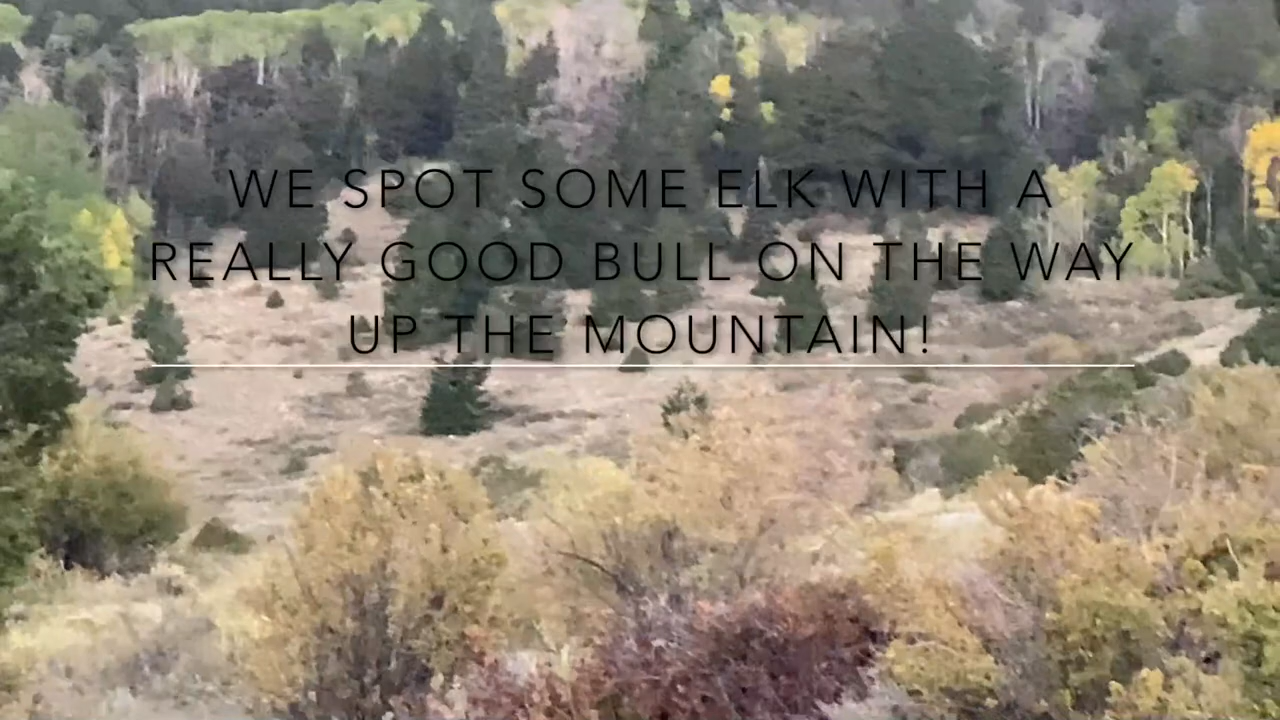 WE SPOT SOME ELK WITH A
REALLY GOOD BULL ON THE WAY
UP THE MOUNTAIN!